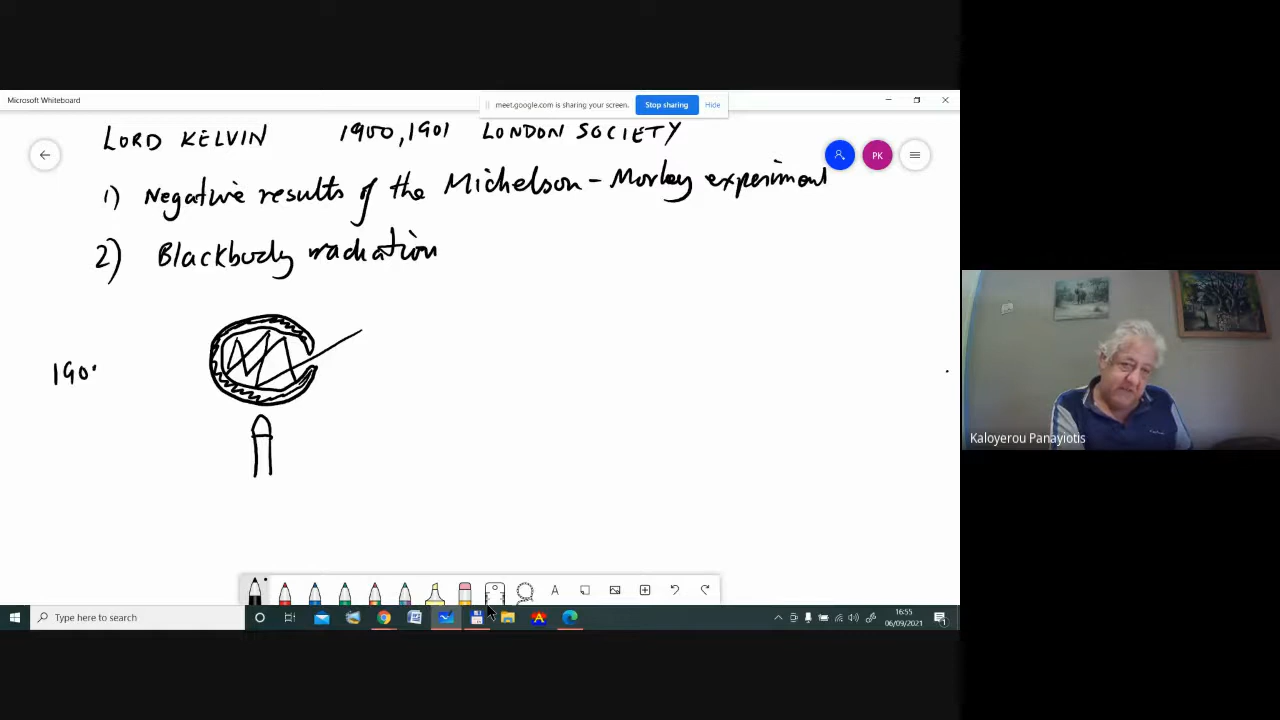 Microsoft Whiteboard
meet.google.com is sharing your screen.
Stop sharing
Hide
LORD KELVIN 1900, 1901 LONDON SOCIETY
1) Negative results of the Michelson - Morley experiment
2) Blackbody radiation
190
PK
Kaloyerou Panayiotis
A
Type here to search
16:55
06/09/2021